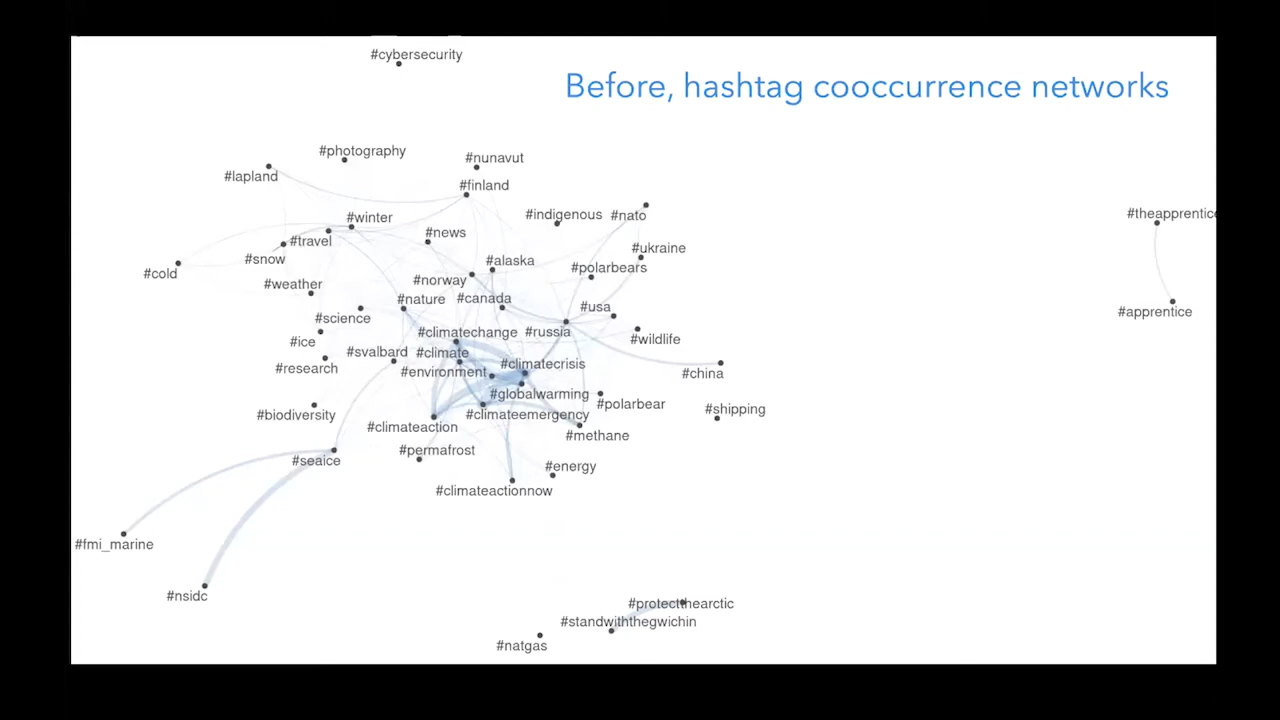 #cybersecurity
Before, hashtag cooccurrence networks
#photography
#nunavut
#lapland
#finland
#indigenous
#nato
#theapprentice
#winter
#news
#travel
#ukraine
#snow
#alaska
#polarbears
#cold
#weather
#norway
#nature
#canada
#usa
#apprentice
#science
#climatechange
#russia
#ice
#wildlife
#svalbard
#climate
#climatecrisis
#research
#environment
#china
#globalwarming
#polarbear
#biodiversity
#climateemergency
#shipping
#climateaction
#methane
#permafrost
#seaice
#energy
#climateactionnow
#fmi_marine
#nsidc
#protectthearctic
#standwiththegwichin
#natgas